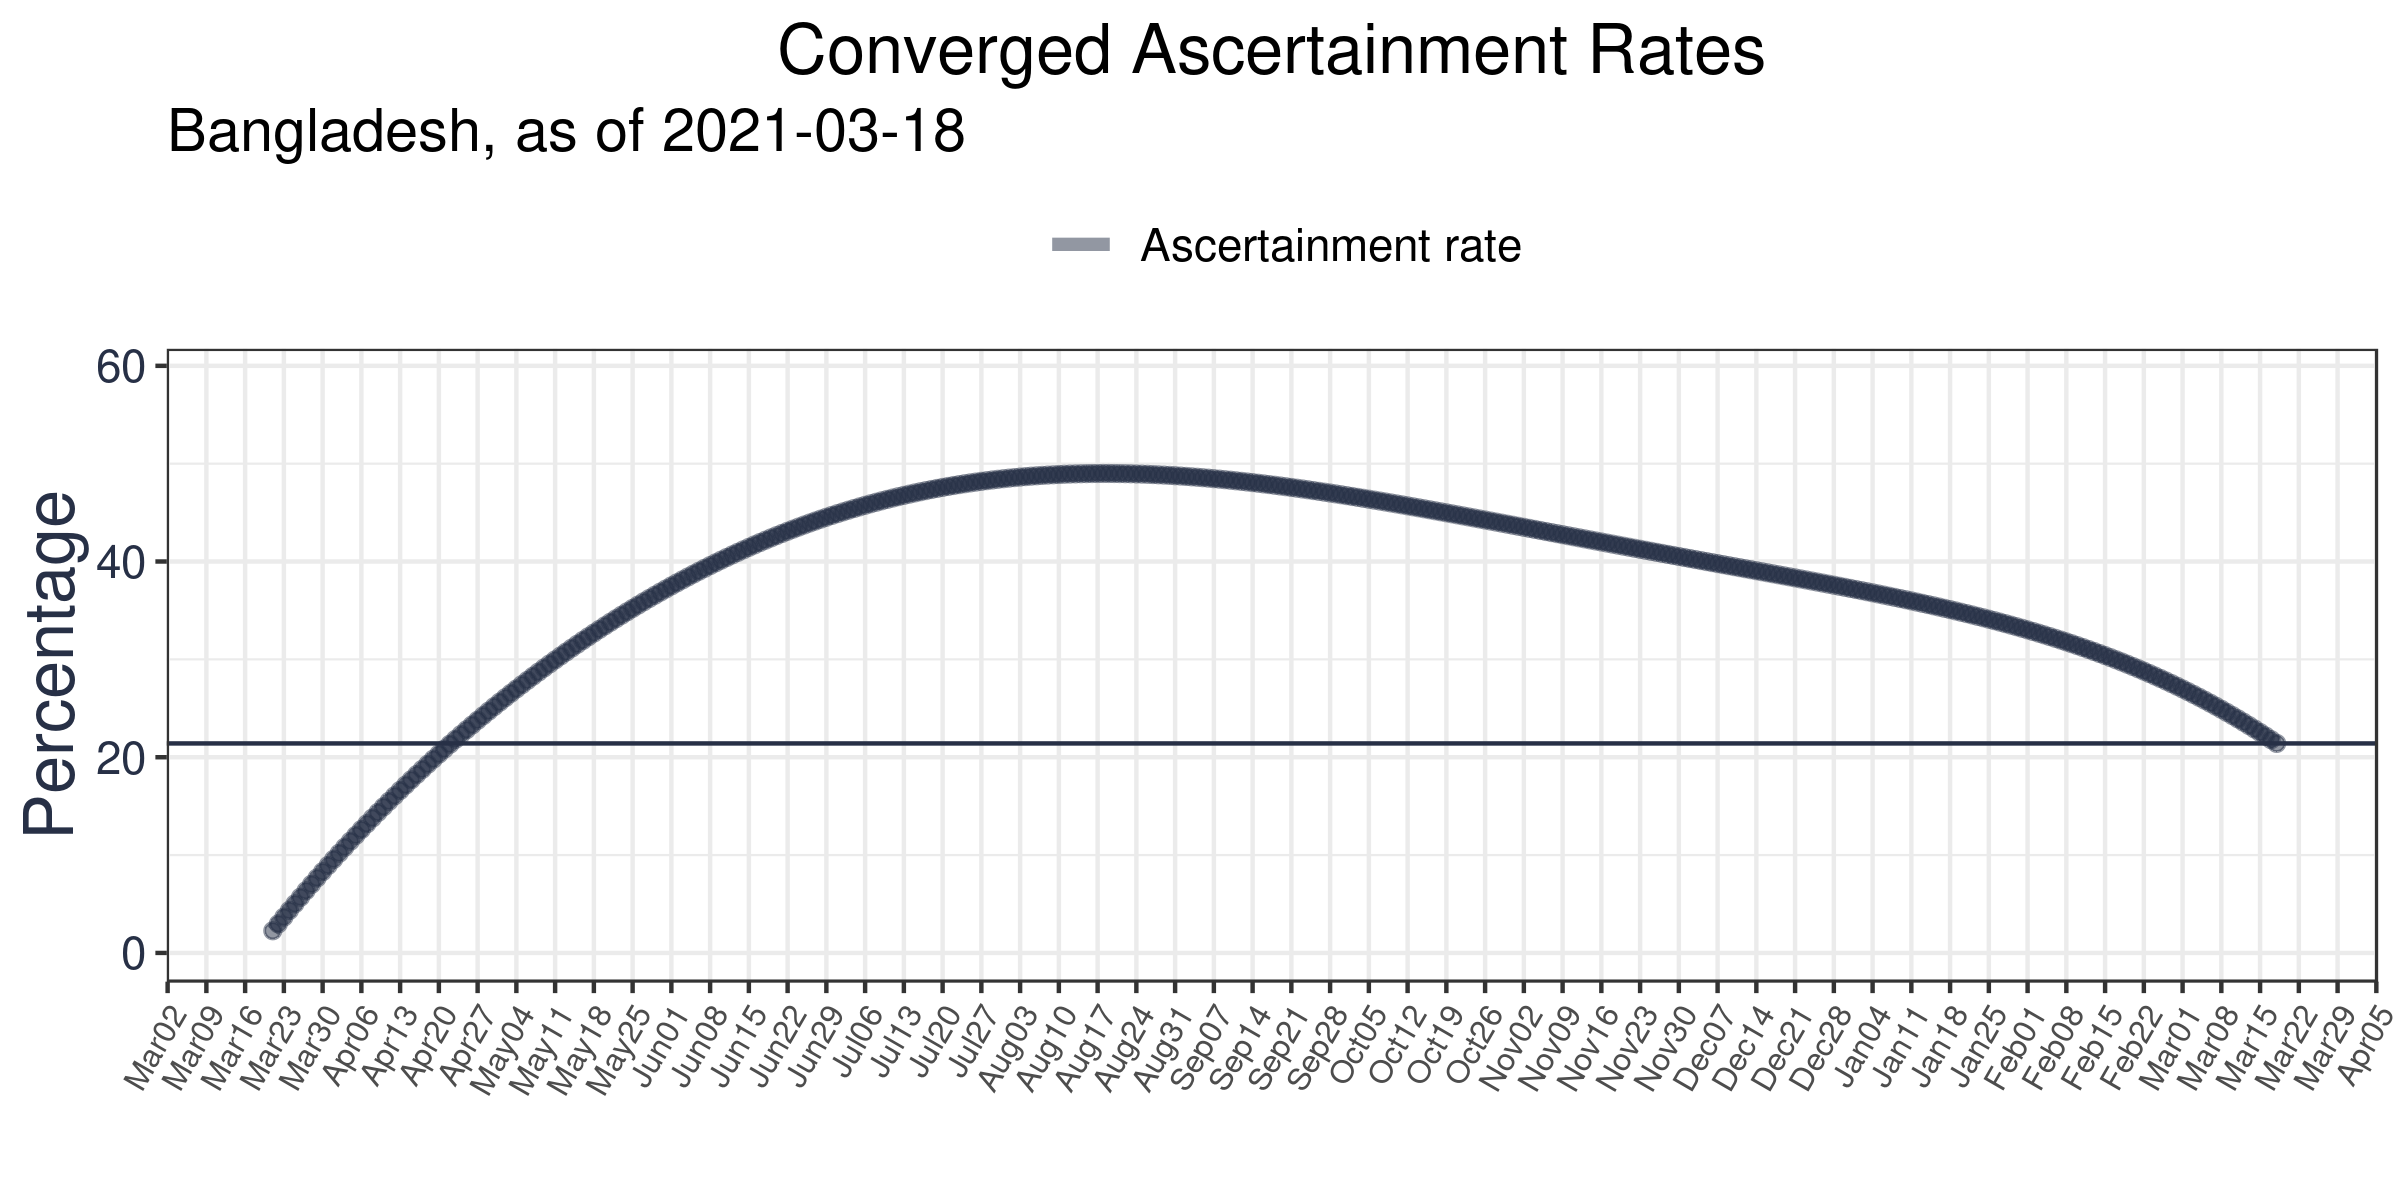 Converged Ascertainment Rates
Bangladesh, as of 2021-03-18
Ascertainment rate
Percentage
60
40
20
0
Mar02 Mar09 Mar16 Mar23 Mar30 Apr06 Apr13 Apr20 Apr27 May04 May11 May18 May25 Jun01 Jun08 Jun15 Jun22 Jun29 Jul06 Jul13 Jul20 Jul27 Aug03 Aug10 Aug17 Aug24 Aug31 Sep07 Sep14 Sep21 Sep28 Oct05 Oct12 Oct19 Oct26 Nov02 Nov09 Nov16 Nov23 Nov30 Dec07 Dec14 Dec21 Dec28 Jan04 Jan11 Jan18 Jan25 Feb01 Feb08 Feb15 Feb22 Mar01 Mar08 Mar15 Mar22 Mar29 Apr05